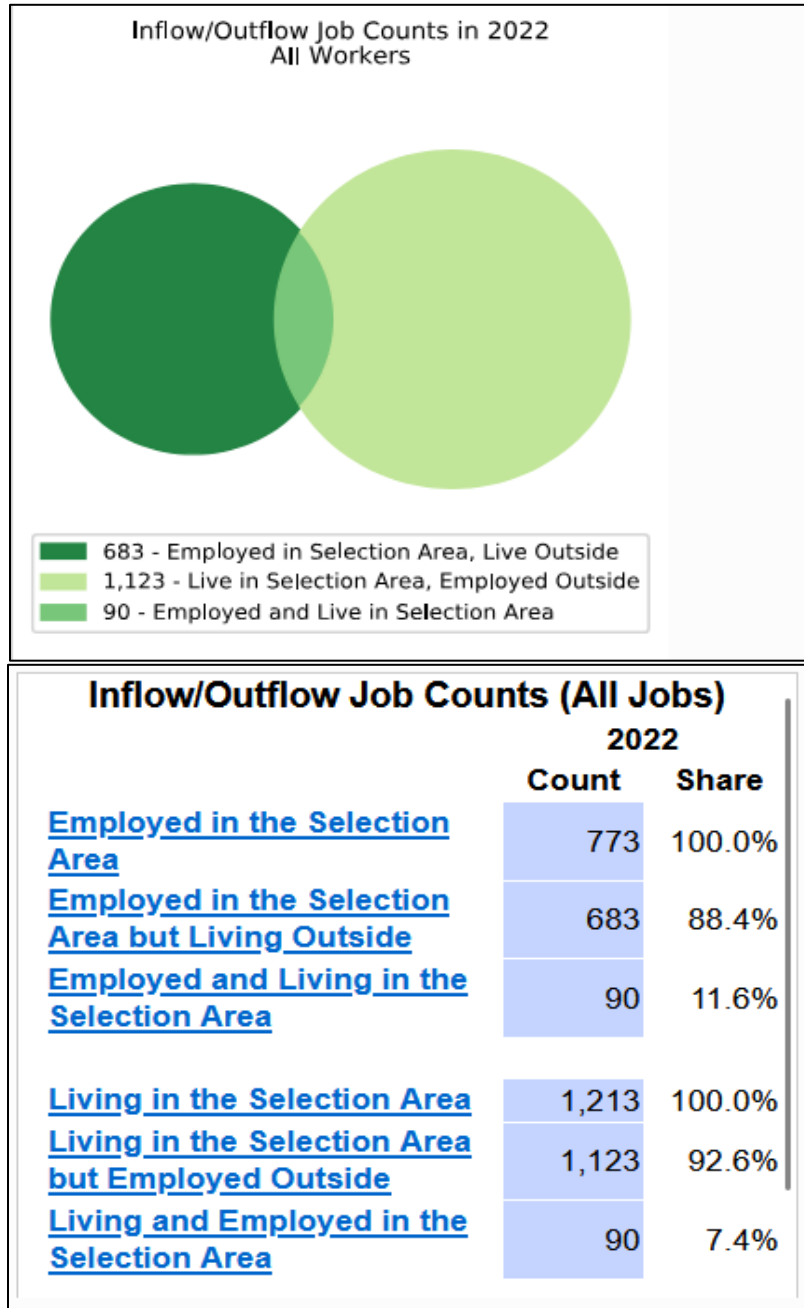 Inflow/Outflow Job Counts in 2022
All Workers
683 - Employed in Selection Area, Live Outside
1,123 - Live in Selection Area, Employed Outside
90 - Employed and Live in Selection Area
Inflow/Outflow Job Counts (All Jobs)
2022
Count Share
Employed in the Selection
Area 773 100.0%
Employed in the Selection
Area but Living Outside 683 88.4%
Employed and Living in the
Selection Area 90 11.6%
Living in the Selection Area 1,213 100.0%
Living in the Selection Area
but Employed Outside 1,123 92.6%
Living and Employed in the
Selection Area 90 7.4%